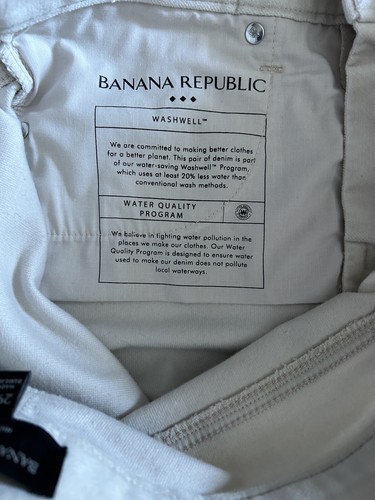 BANANA REPUBLIC
WASHWELL™
We are committed to making better clothes
for a better planet. This pair of denim is part
of our water-saving Washwell™ Program,
which uses at least 20% less water than
conventional wash methods.
WATER QUALITY
PROGRAM
We believe in fighting water pollution in the
places we make our clothes. Our Water
Quality Program is designed to ensure water
used to make our denim does not pollute
local waterways.
BANA